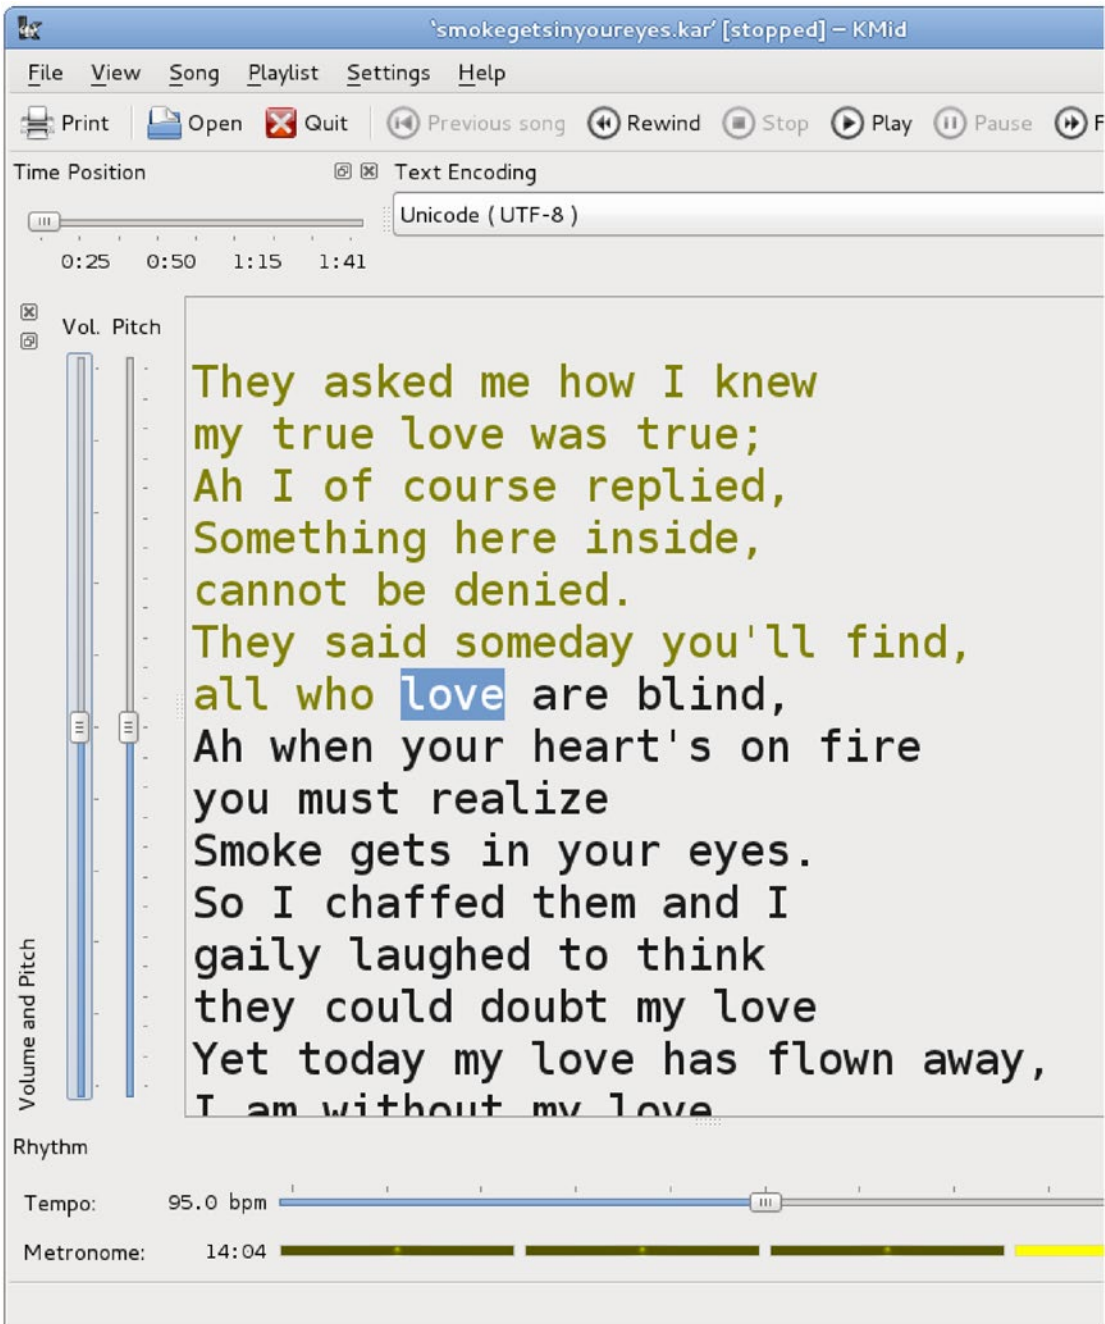 'smokegetsinyoureyes.kar' [stopped] – KMid
File View Song Playlist Settings Help
Print Open Quit Previous song Rewind Stop Play Pause F
Time Position Text Encoding
Unicode ( UTF-8 )
0:25 0:50 1:15 1:41
Vol. Pitch
They asked me how I knew
my true love was true;
Ah I of course replied,
Something here inside,
cannot be denied.
They said someday you'll find,
all who love are blind,
Ah when your heart's on fire
you must realize
Smoke gets in your eyes.
So I chaffed them and I
gaily laughed to think
they could doubt my love
Yet today my love has flown away,
I am without my love
Volume and Pitch
Rhythm
Tempo: 95.0 bpm
Metronome: 14:04